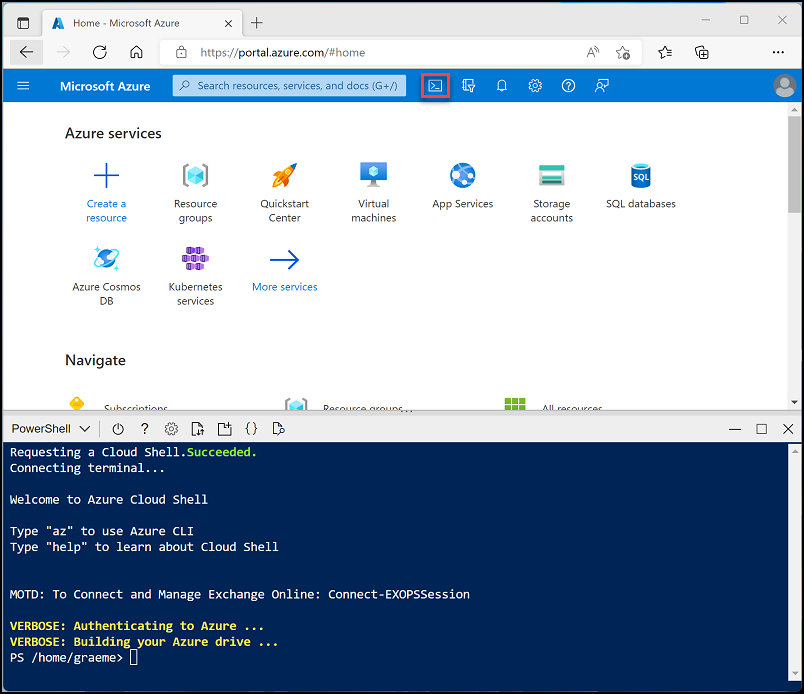 Home - Microsoft Azure
https://portal.azure.com/#home
Microsoft Azure
Search resources, services, and docs (G+/)
Azure services
Create a
resource
Resource
groups
Quickstart
Center
Virtual
machines
App Services
Storage
accounts
SQL
SQL databases
Azure Cosmos
DB
Kubernetes
services
More services
Navigate
Subscriptions
Resource groups
All resources
PowerShell
Requesting a Cloud Shell.Succeeded.
Connecting terminal...
Welcome to Azure Cloud Shell
Type "az" to use Azure CLI
Type "help" to learn about Cloud Shell
MOTD: To Connect and Manage Exchange Online: Connect-EXOPSSession
VERBOSE: Authenticating to Azure ...
VERBOSE: Building your Azure drive ...
PS /home/graeme>